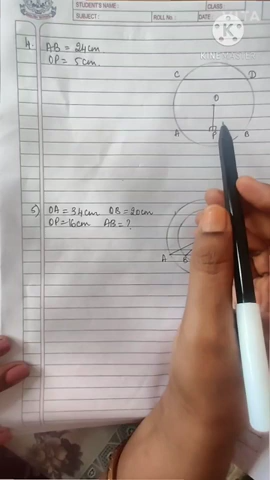 STUDENT'S NAME:
CLASS
SUBJECT:
ROLL No.:
DATE
KINEMASTER
4. AB = 24cm
OP = 5cm.
C
D
O
A
P
B
5) OA = 34cm OB = 20cm
OP = 16cm AB = ?
A
B